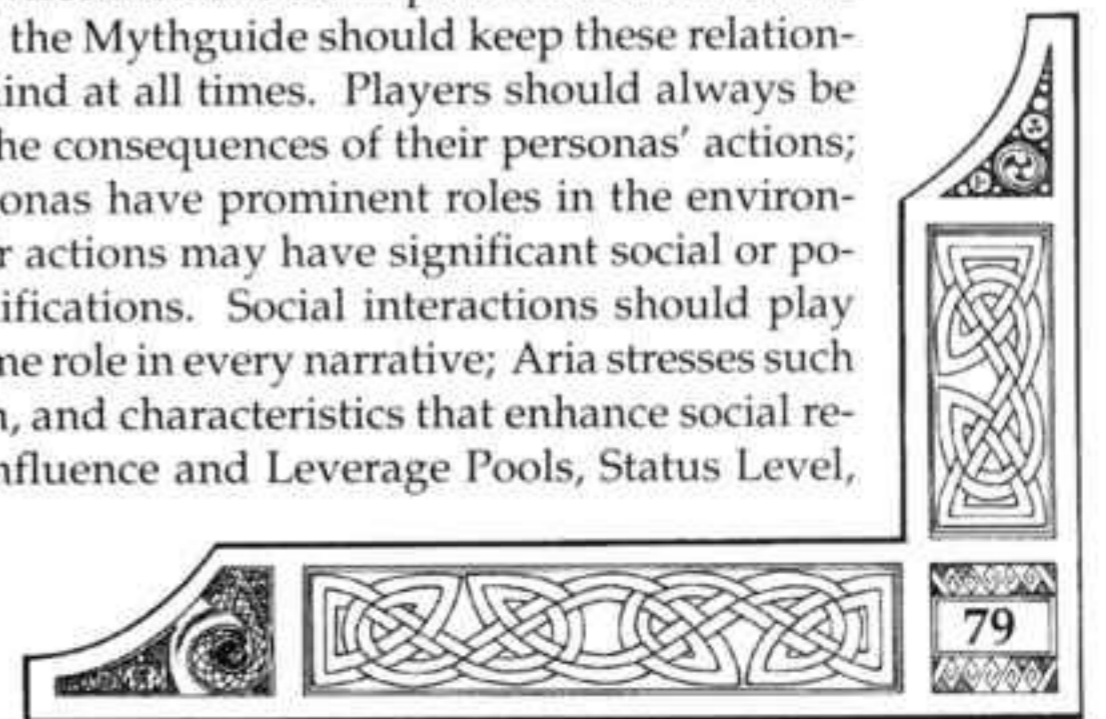 the Mythguide should keep these relation-
ind at all times. Players should always be
he consequences of their personas' actions;
onas have prominent roles in the environ-
r actions may have significant social or po-
ifications. Social interactions should play
ne role in every narrative; Aria stresses such
n, and characteristics that enhance social re-
nfluence and Leverage Pools, Status Level,
79